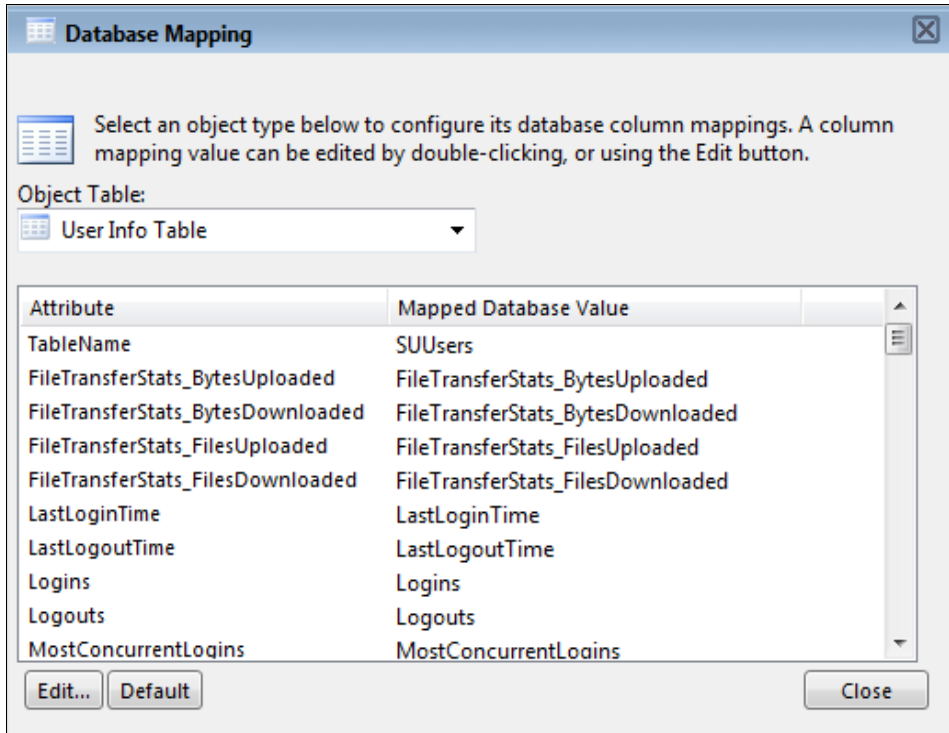 Database Mapping
Select an object type below to configure its database column mappings. A column
mapping value can be edited by double-clicking, or using the Edit button.
Object Table:
User Info Table
Attribute Mapped Database Value
TableName SUUsers
FileTransferStats_BytesUploaded FileTransferStats_BytesUploaded
FileTransferStats_BytesDownloaded FileTransferStats_BytesDownloaded
FileTransferStats_FilesUploaded FileTransferStats_FilesUploaded
FileTransferStats_FilesDownloaded FileTransferStats_FilesDownloaded
LastLoginTime LastLoginTime
LastLogoutTime LastLogoutTime
Logins Logins
Logouts Logouts
MostConcurrentLogins MostConcurrentLogins
Edit... Default Close